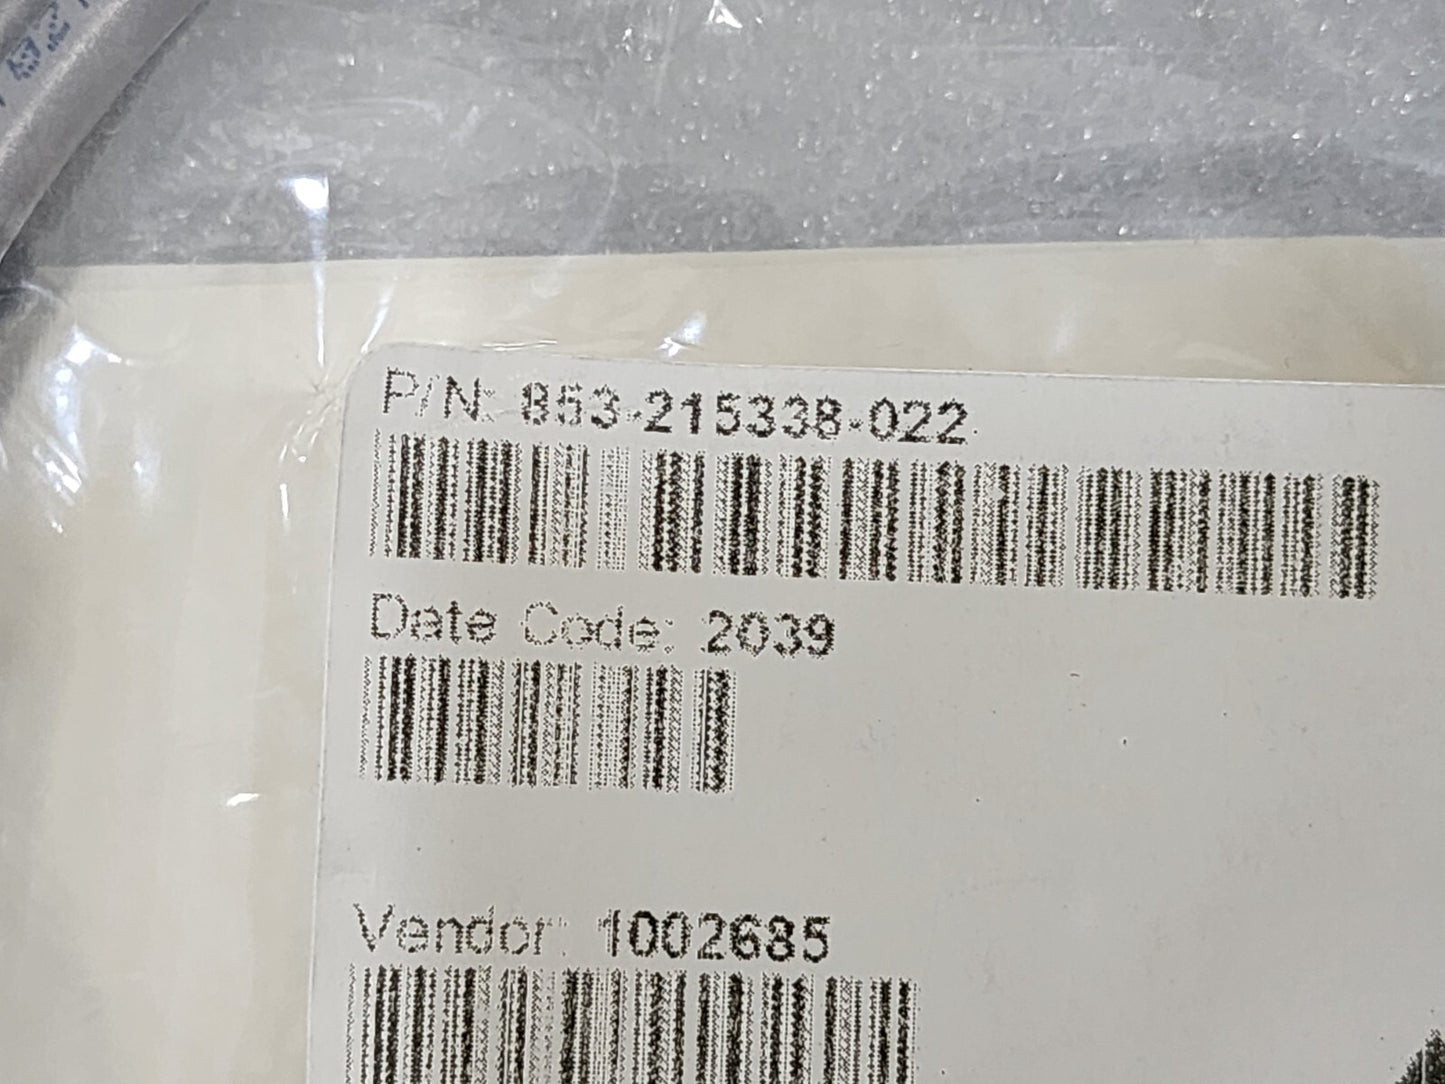 P/N: 853-215338-022
Date Code: 2039
Vendor: 1002685